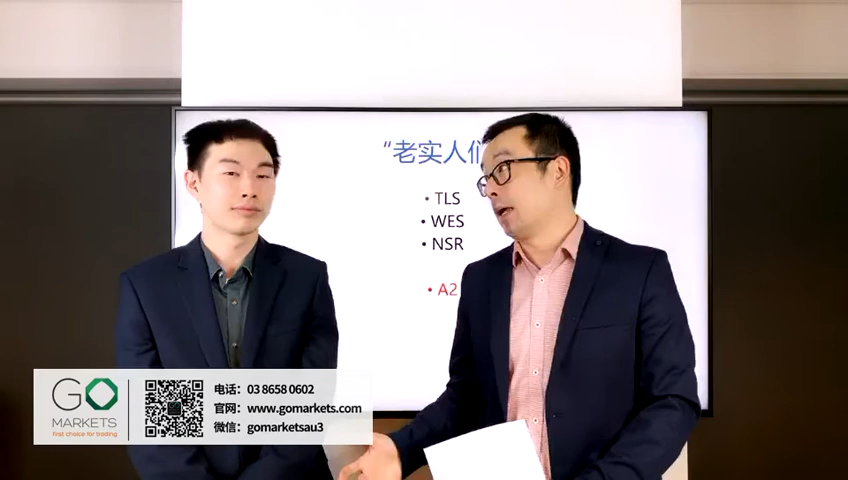 “老实人们
• TLS
• WES
• NSR
• A2
GO
MARKETS
first choice for trading
电话：03 8658 0602
官网：www.gomarkets.com
微信：gomarketsau3